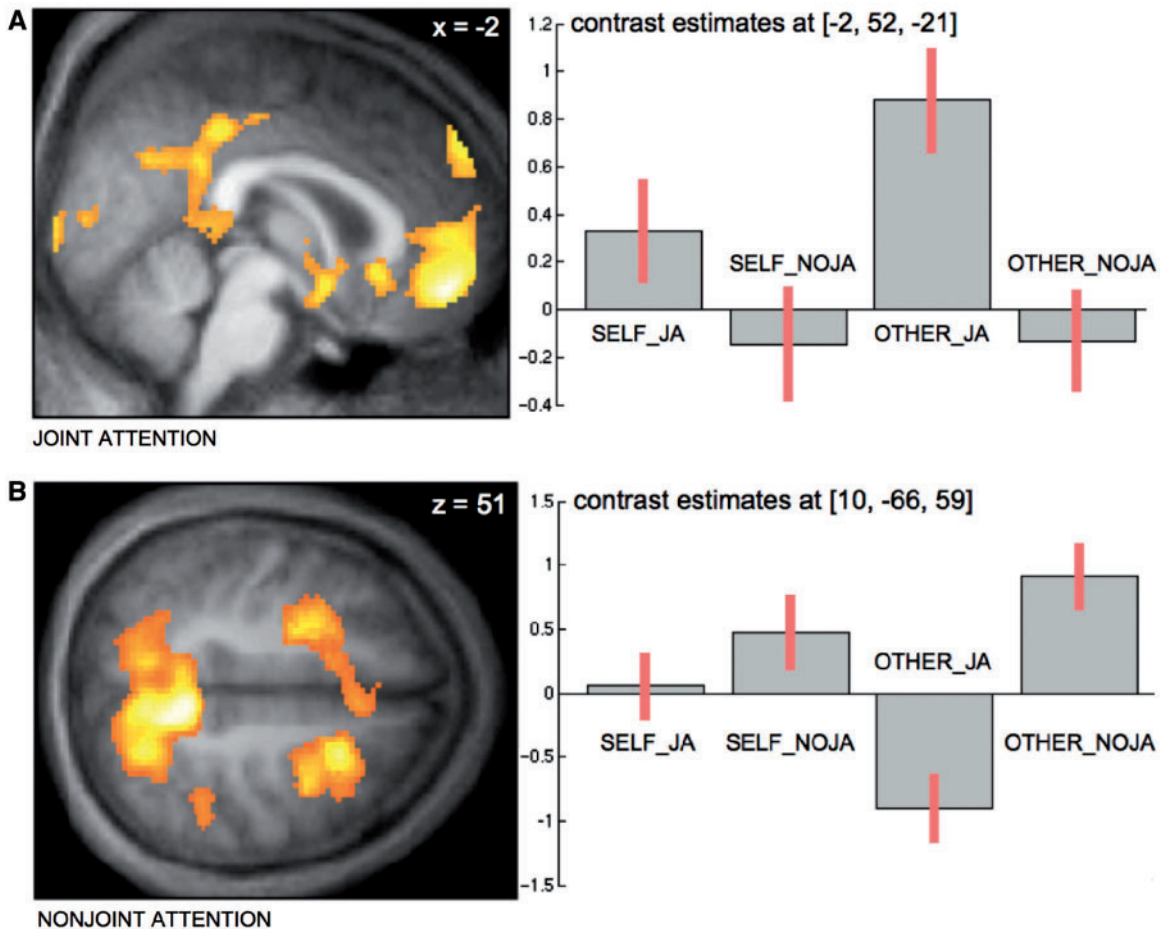 A
x = -2
contrast estimates at [-2, 52, -21]
1.2
1
0.8
0.6
0.4
0.2
0
-0.2
-0.4
SELF_JA
SELF_NOJA
OTHER_JA
OTHER_NOJA
JOINT ATTENTION
B
z = 51
contrast estimates at [10, -66, 59]
1.5
1
0.5
0
-0.5
-1
-1.5
SELF_JA
SELF_NOJA
OTHER_JA
OTHER_NOJA
NONJOINT ATTENTION